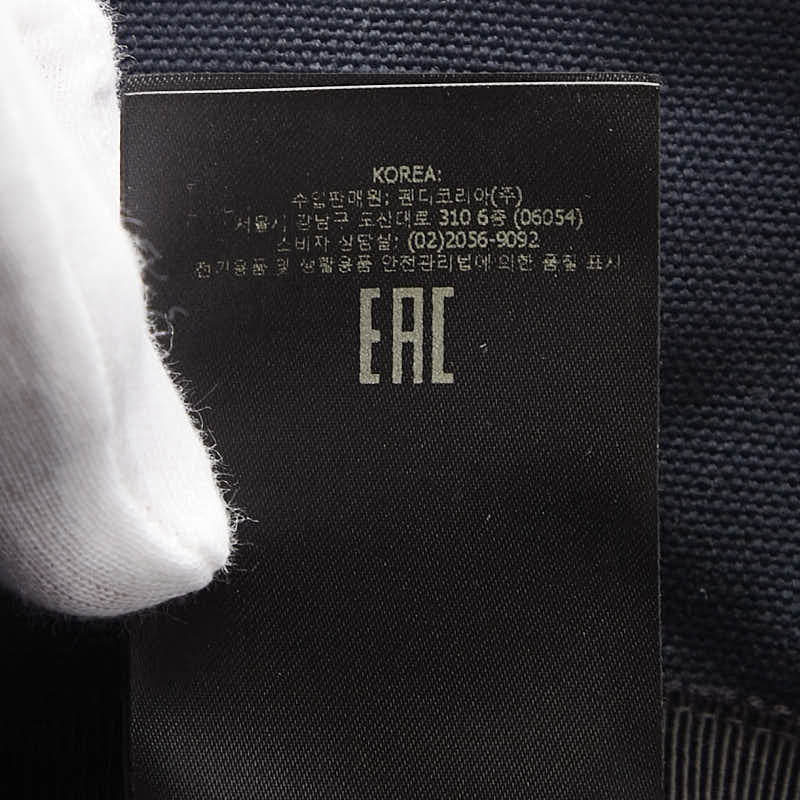 KOREA:
수입판매원: 펜디코리아(주)
서울시 강남구 도산대로 310 6층 (06054)
소비자 상담실: (02)2056-9092
전기용품 및 생활용품 안전관리법에 의한 품질 표시
EAC